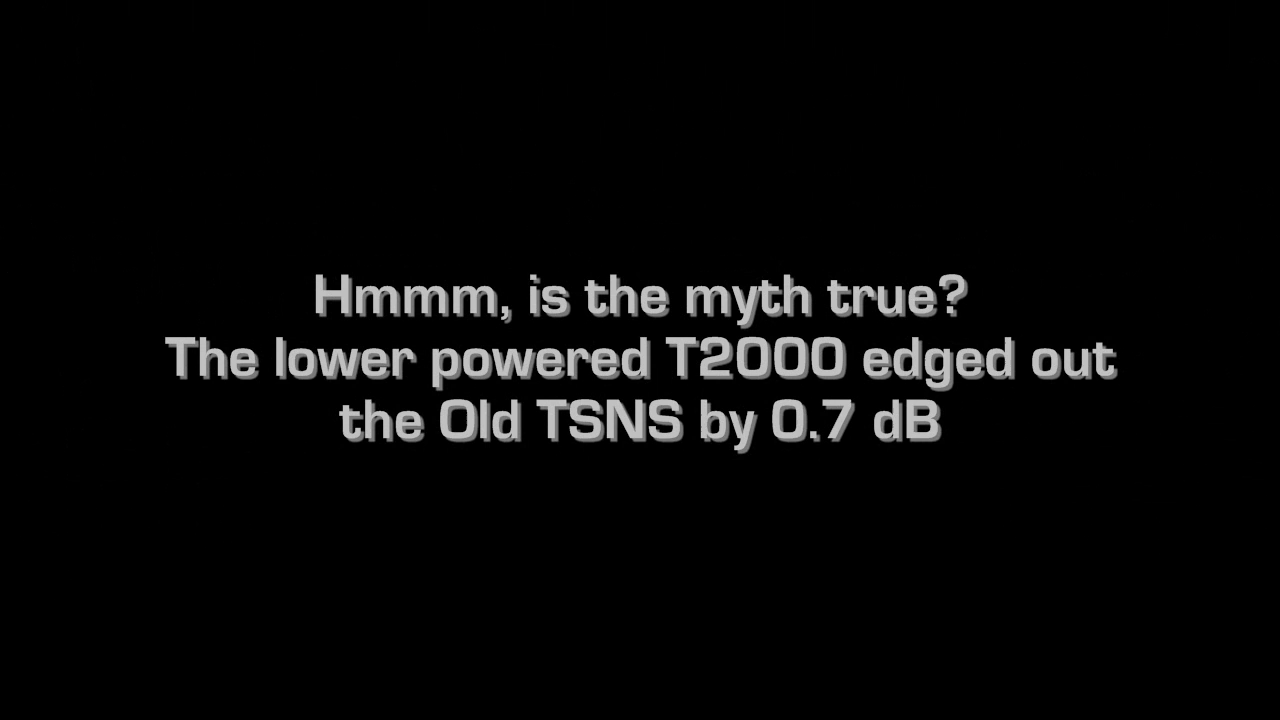 Hmmm, is the myth true?
The lower powered T2000 edged out
the Old TSNS by 0.7 dB